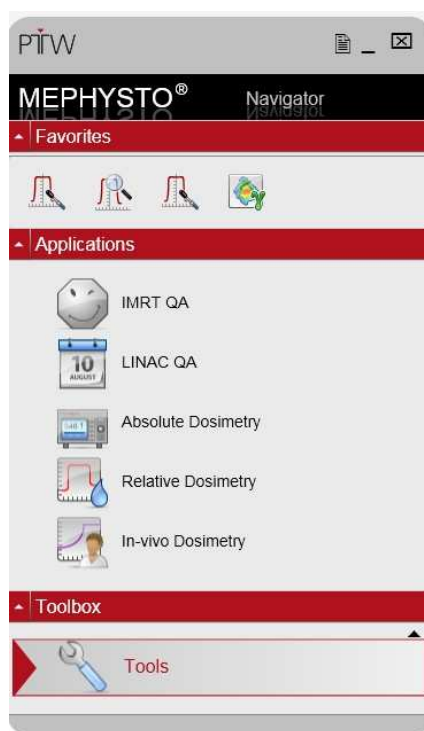 PTW
MEPHYSTO® Navigator
Favorites
Applications
IMRT QA
10
AUGUST
LINAC QA
Absolute Dosimetry
Relative Dosimetry
In-vivo Dosimetry
Toolbox
Tools